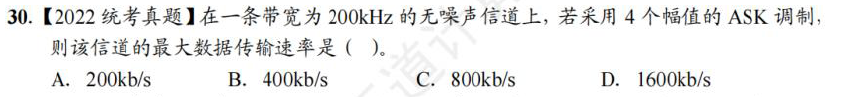 30.【2022 统考真题】在一条带宽为 200kHz 的无噪声信道上，若采用 4 个幅值的 ASK 调制，
则该信道的最大数据传输速率是（ ）。
A. 200kb/s B. 400kb/s C. 800kb/s D. 1600kb/s